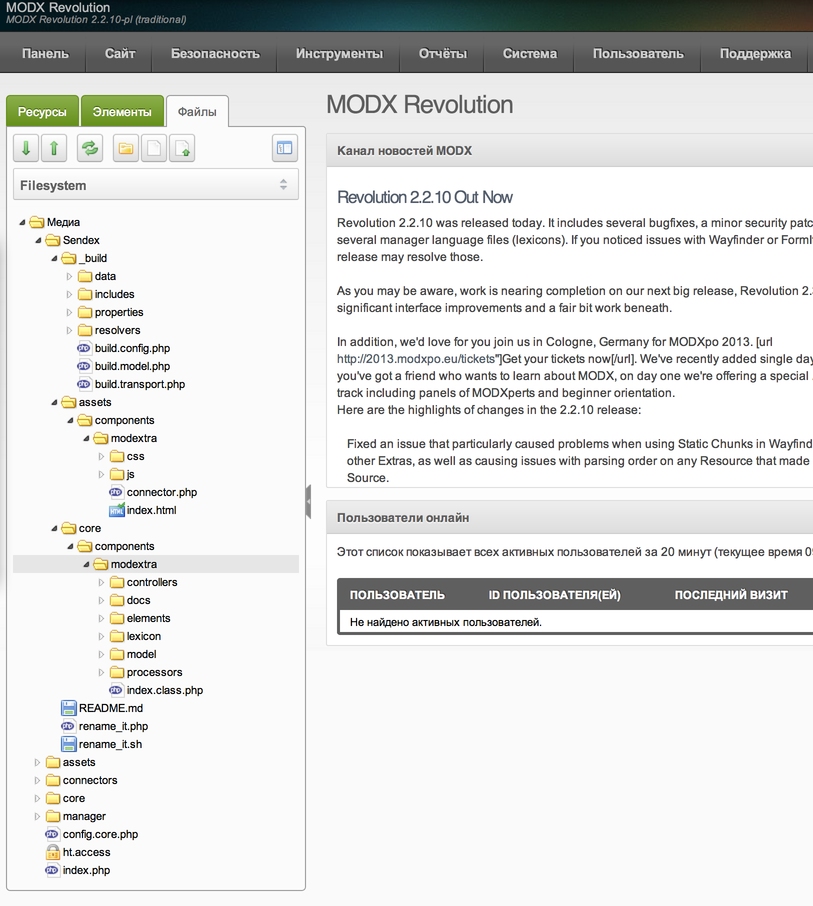 MODX Revolution
MODX Revolution 2.2.10-pl (traditional)
Панель Сайт Безопасность Инструменты Отчёты Система Пользователь Поддержка
Ресурсы Элементы Файлы
Filesystem
Медиа
Sendex
_build
data
includes
properties
resolvers
build.config.php
build.model.php
build.transport.php
assets
components
modextra
css
js
connector.php
index.html
core
components
modextra
controllers
docs
elements
lexicon
model
processors
index.class.php
README.md
rename_it.php
rename_it.sh
assets
connectors
core
manager
config.core.php
ht.access
index.php
MODX Revolution
Канал новостей MODX
Revolution 2.2.10 Out Now
Revolution 2.2.10 was released today. It includes several bugfixes, a minor security patc
several manager language files (lexicons). If you noticed issues with Wayfinder or FormI
release may resolve those.
As you may be aware, work is nearing completion on our next big release, Revolution 2.
significant interface improvements and a fair bit work beneath.
In addition, we'd love for you join us in Cologne, Germany for MODXpo 2013. [url
http://2013.modxpo.eu/tickets"]Get your tickets now[/url]. We've recently added single day
you've got a friend who wants to learn about MODX, on day one we're offering a special
track including panels of MODXperts and beginner orientation.
Here are the highlights of changes in the 2.2.10 release:
Fixed an issue that particularly caused problems when using Static Chunks in Wayfind
other Extras, as well as causing issues with parsing order on any Resource that made
Source.
Пользователи онлайн
Этот список показывает всех активных пользователей за 20 минут (текущее время 0
ПОЛЬЗОВАТЕЛЬ ID ПОЛЬЗОВАТЕЛЯ(ЕЙ) ПОСЛЕДНИЙ ВИЗИТ
Не найдено активных пользователей.